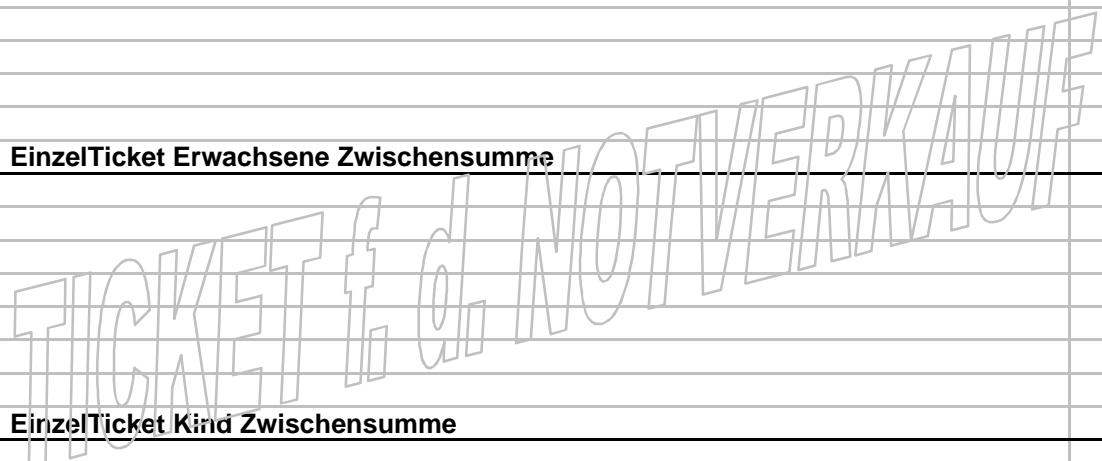 EinzelTicket Erwachsene Zwischensumme
TICKET f. d. NOTVERKAUF
EinzelTicket Kind Zwischensumme